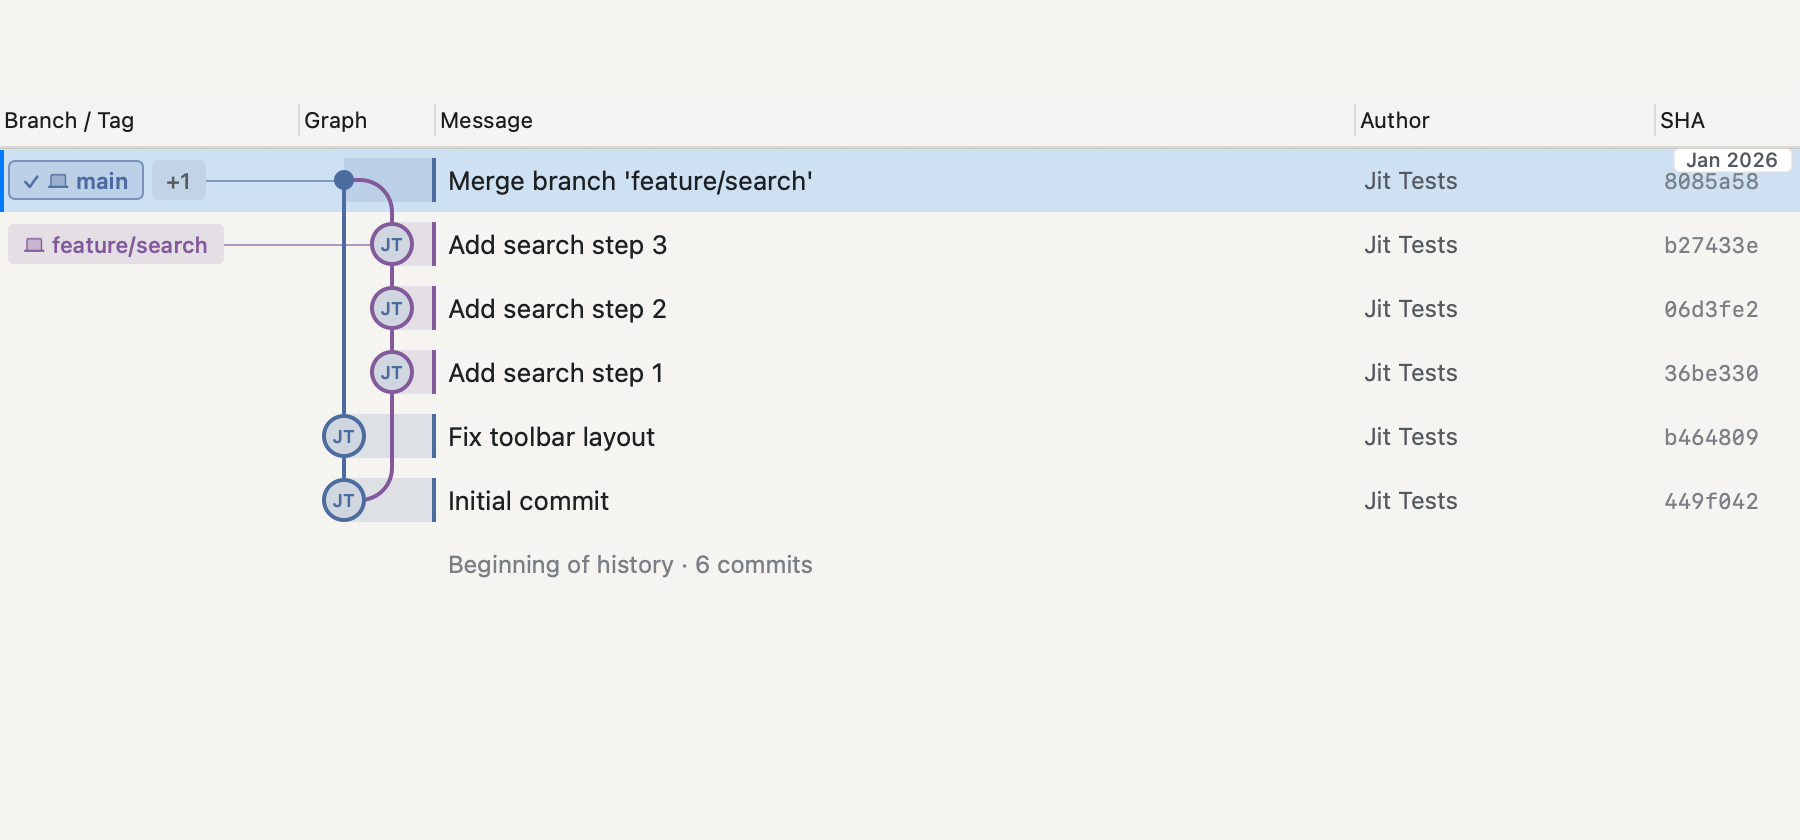 Branch / Tag Graph Message Author SHA
Jan 2026
main +1 Merge branch 'feature/search' Jit Tests 8085a58
feature/search JT Add search step 3 Jit Tests b27433e
JT Add search step 2 Jit Tests 06d3fe2
JT Add search step 1 Jit Tests 36be330
JT Fix toolbar layout Jit Tests b464809
JT Initial commit Jit Tests 449f042
Beginning of history · 6 commits